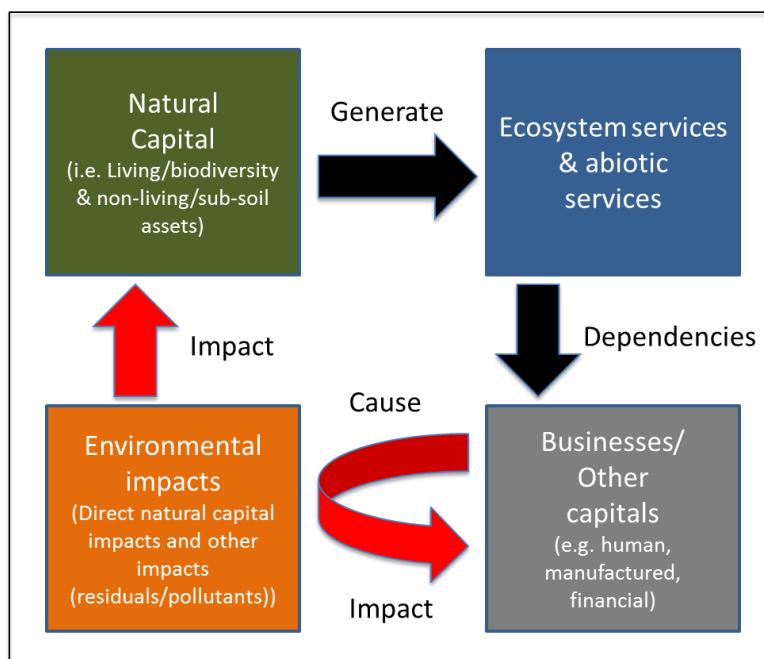 Natural
Capital
(i.e. Living/biodiversity
& non-living/sub-soil
assets)
Generate
Ecosystem services
& abiotic
services
Impact
Dependencies
Environmental
impacts
(Direct natural capital
impacts and other
impacts
(residuals/pollutants))
Cause
Impact
Businesses/
Other
capitals
(e.g. human,
manufactured,
financial)